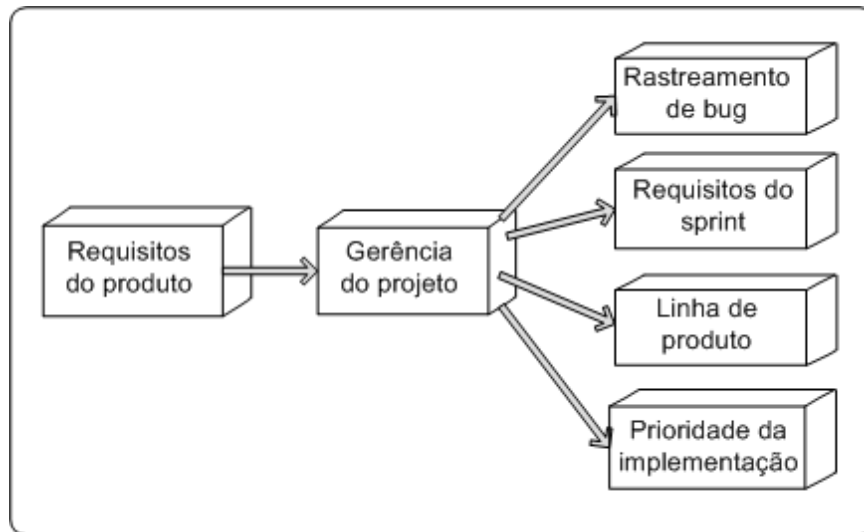 Requisitos
do produto
Gerência
do projeto
Rastreamento
de bug
Requisitos do
sprint
Linha de
produto
Prioridade da
implementação